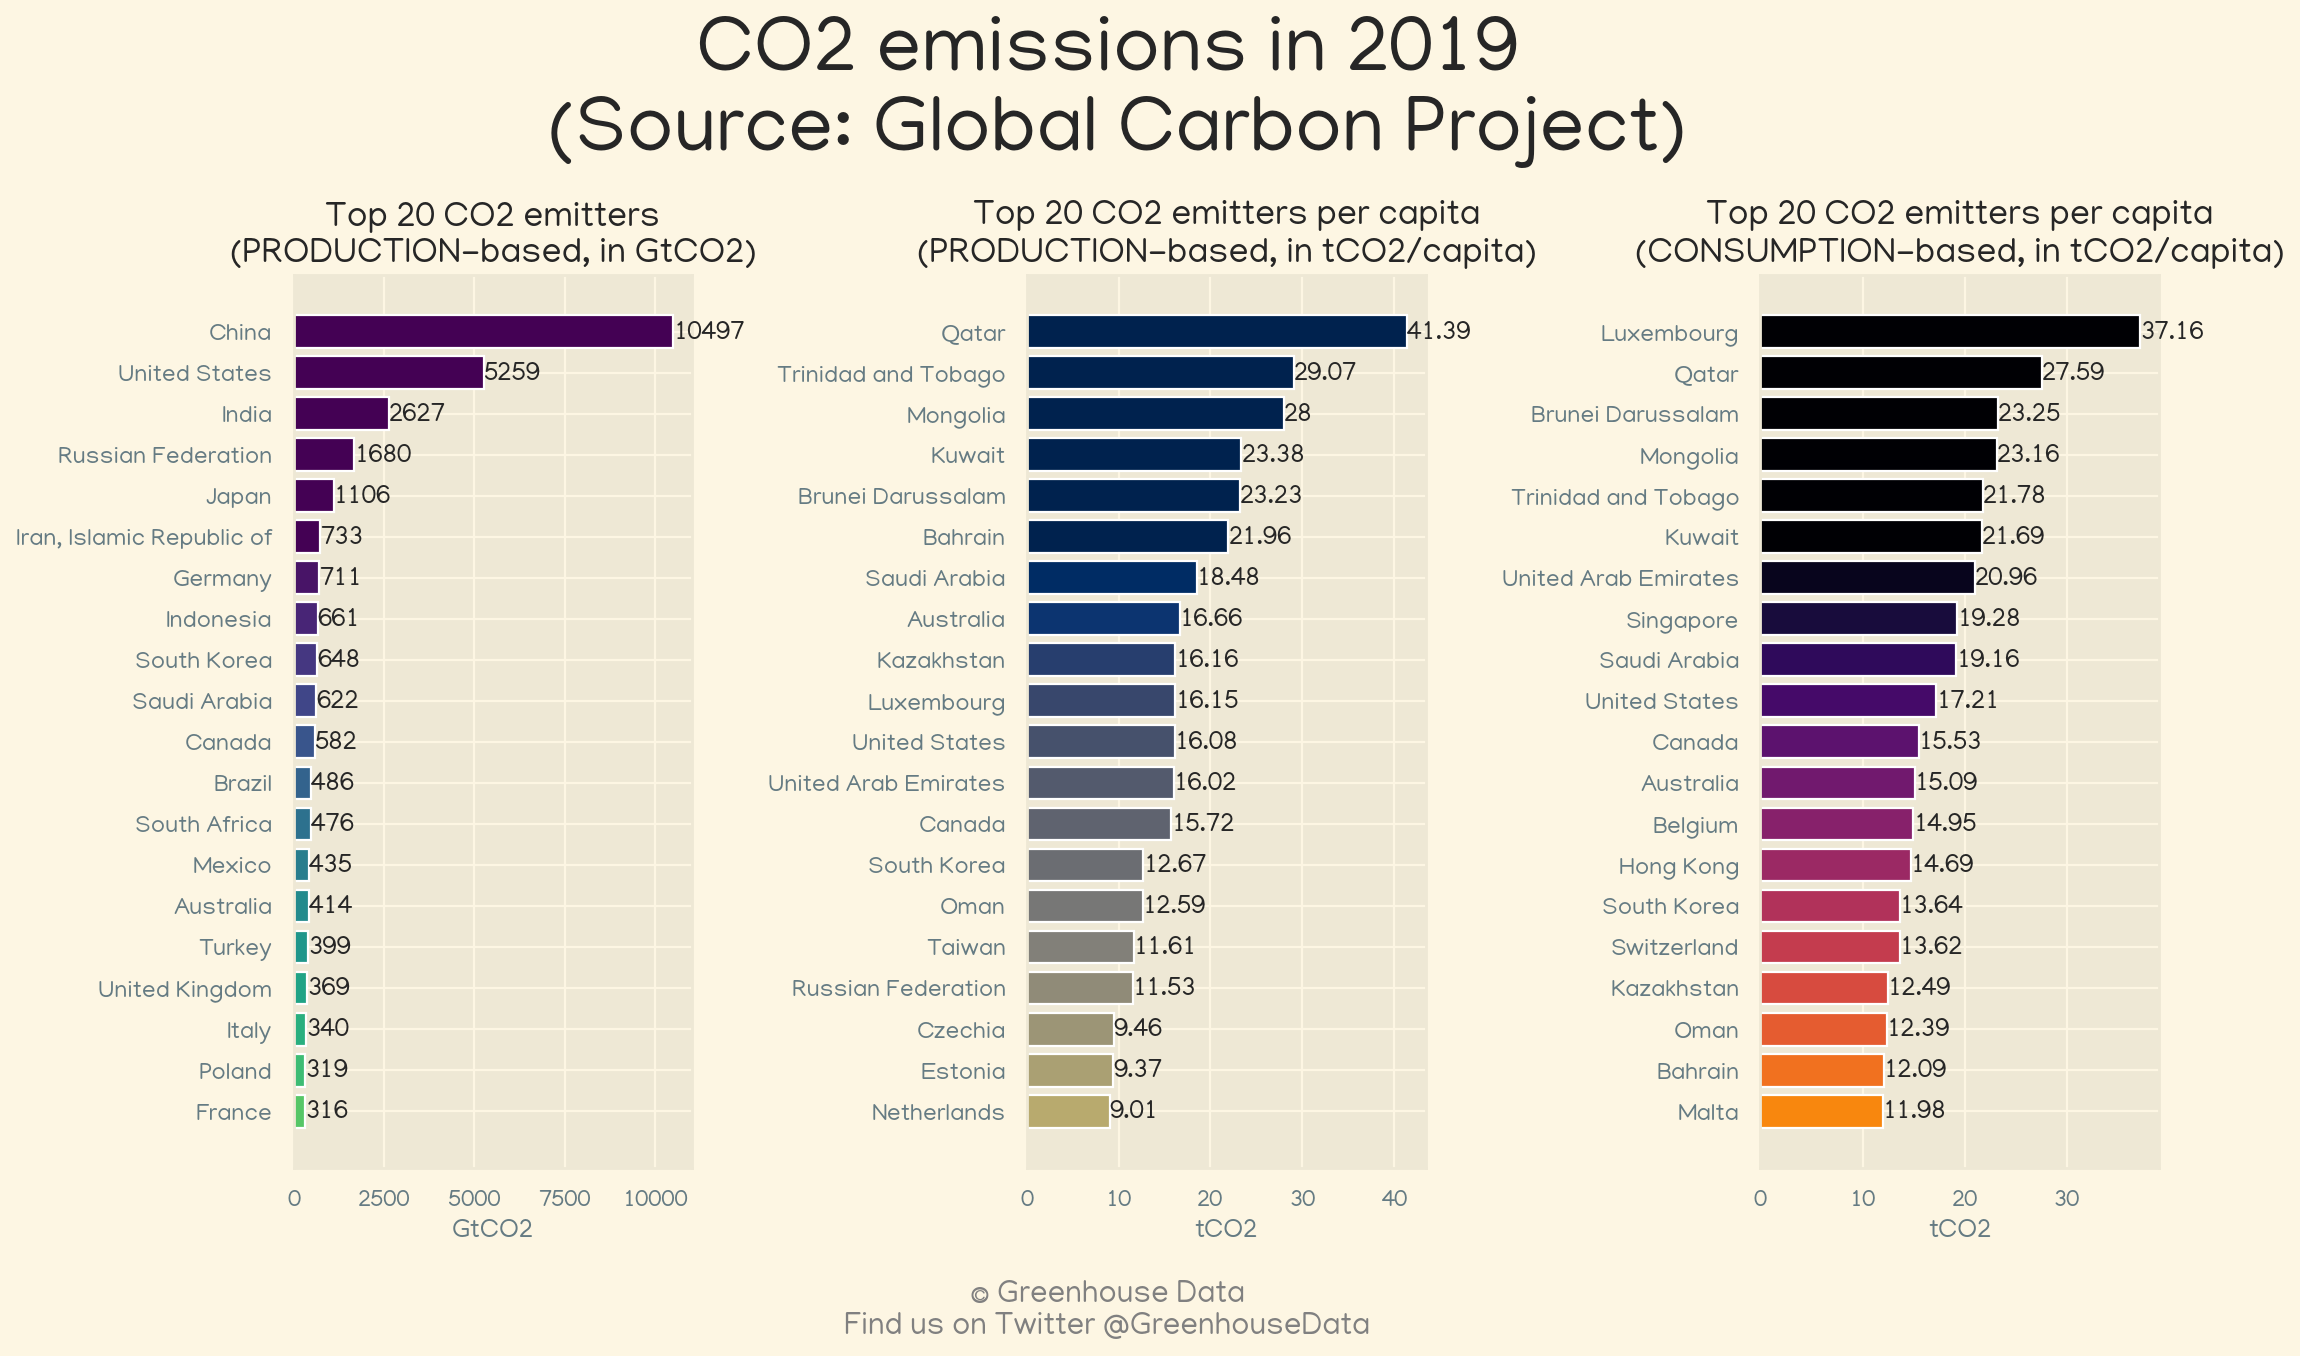 CO2 emissions in 2019
(Source: Global Carbon Project)
Top 20 CO2 emitters
(PRODUCTION-based, in GtCO2)
China 10497
United States 5259
India 2627
Russian Federation 1680
Japan 1106
Iran, Islamic Republic of 733
Germany 711
Indonesia 661
South Korea 648
Saudi Arabia 622
Canada 582
Brazil 486
South Africa 476
Mexico 435
Australia 414
Turkey 399
United Kingdom 369
Italy 340
Poland 319
France 316
0 2500 5000 7500 10000
GtCO2
Top 20 CO2 emitters per capita
(PRODUCTION-based, in tCO2/capita)
Qatar 41.39
Trinidad and Tobago 29.07
Mongolia 28
Kuwait 23.38
Brunei Darussalam 23.23
Bahrain 21.96
Saudi Arabia 18.48
Australia 16.66
Kazakhstan 16.16
Luxembourg 16.15
United States 16.08
United Arab Emirates 16.02
Canada 15.72
South Korea 12.67
Oman 12.59
Taiwan 11.61
Russian Federation 11.53
Czechia 9.46
Estonia 9.37
Netherlands 9.01
0 10 20 30 40
tCO2
Top 20 CO2 emitters per capita
(CONSUMPTION-based, in tCO2/capita)
Luxembourg 37.16
Qatar 27.59
Brunei Darussalam 23.25
Mongolia 23.16
Trinidad and Tobago 21.78
Kuwait 21.69
United Arab Emirates 20.96
Singapore 19.28
Saudi Arabia 19.16
United States 17.21
Canada 15.53
Australia 15.09
Belgium 14.95
Hong Kong 14.69
South Korea 13.64
Switzerland 13.62
Kazakhstan 12.49
Oman 12.39
Bahrain 12.09
Malta 11.98
0 10 20 30
tCO2
© Greenhouse Data
Find us on Twitter @GreenhouseData